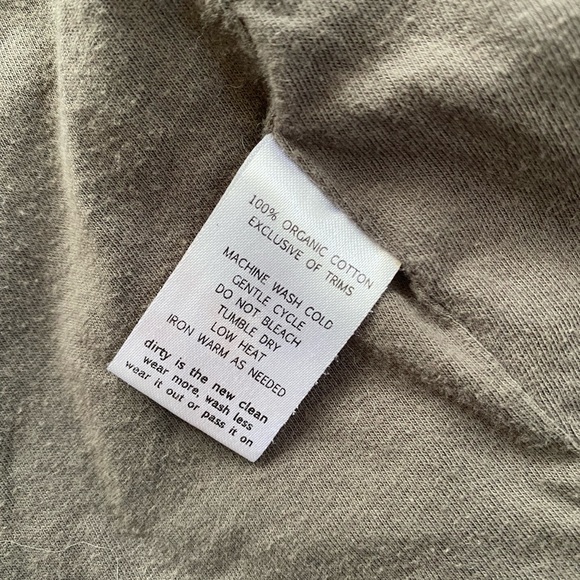 100% ORGANIC COTTON
EXCLUSIVE OF TRIMS
MACHINE WASH COLD
GENTLE CYCLE
DO NOT BLEACH
TUMBLE DRY
LOW HEAT
IRON WARM AS NEEDED
dirty is the new clean
wear more, wash less
wear it out or pass it on